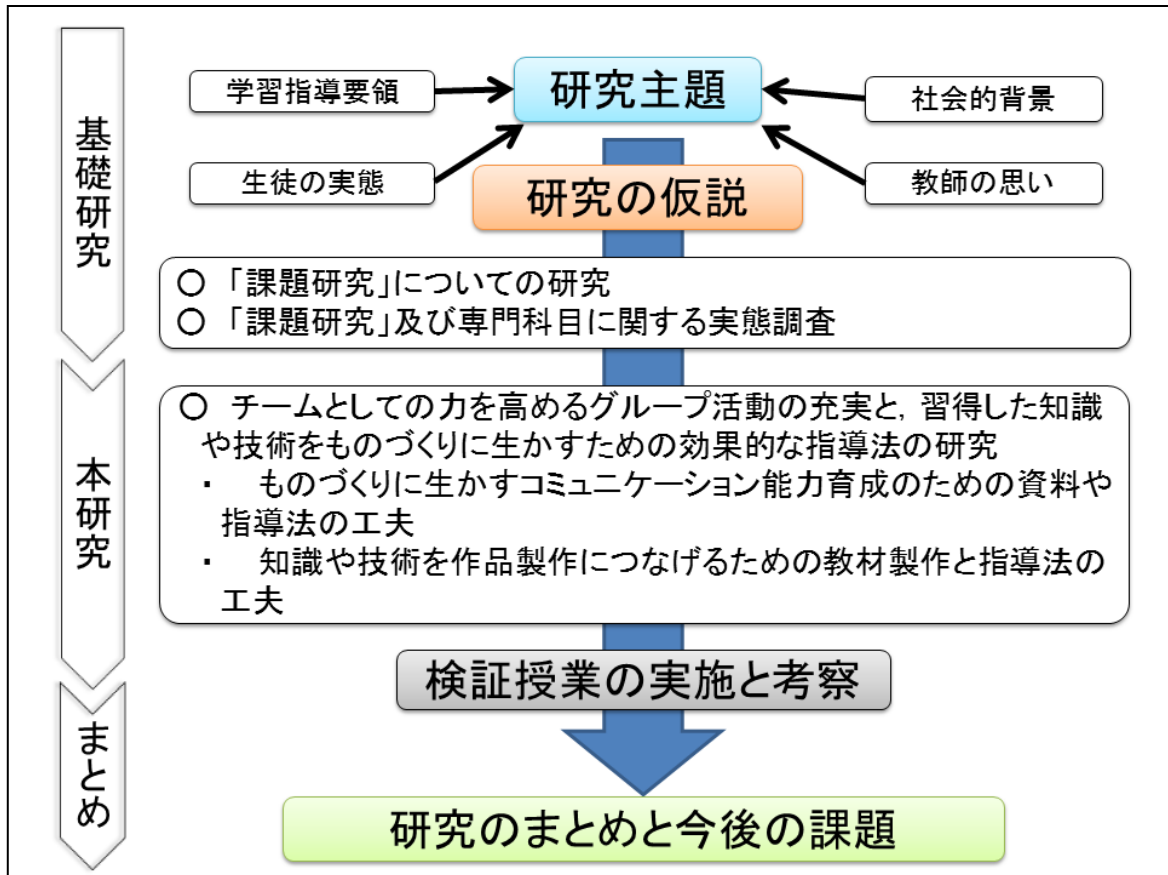 基礎研究
学習指導要領
研究主題
社会的背景
生徒の実態
教師の思い
研究の仮説
○ 「課題研究」についての研究
○ 「課題研究」及び専門科目に関する実態調査
本研究
○ チームとしての力を高めるグループ活動の充実と，習得した知識
や技術をものづくりに生かすための効果的な指導法の研究
・ ものづくりに生かすコミュニケーション能力育成のための資料や
指導法の工夫
・ 知識や技術を作品製作につなげるための教材製作と指導法の
工夫
検証授業の実施と考察
まとめ
研究のまとめと今後の課題